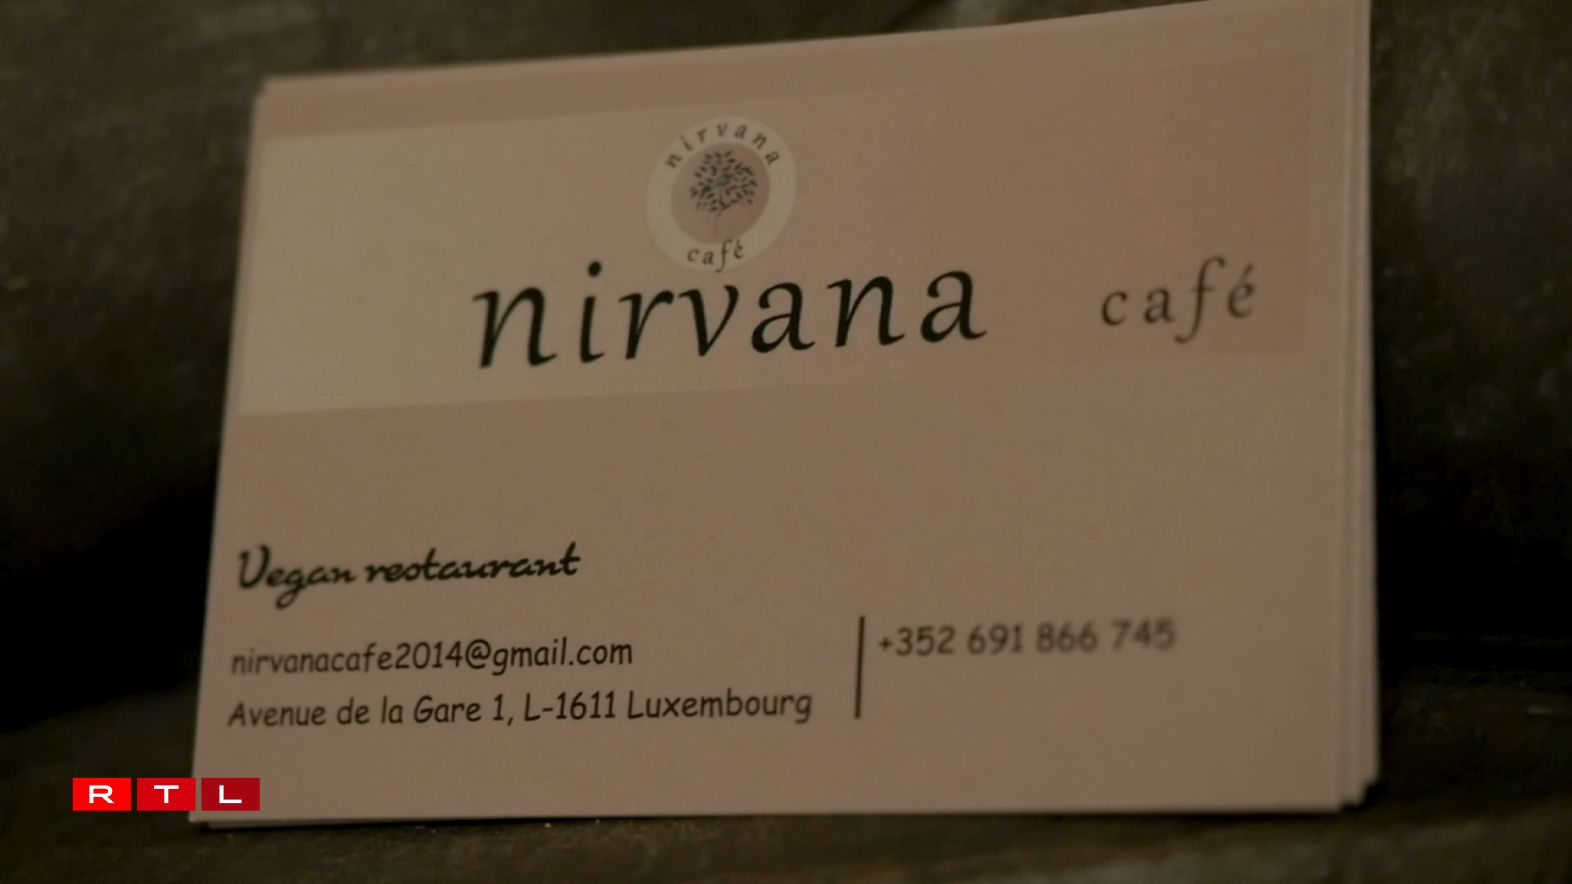 nirvana
café
nirvana café
Vegan restaurant
nirvanacafe2014@gmail.com
Avenue de la Gare 1, L-1611 Luxembourg
+352 691 866 745
RTL